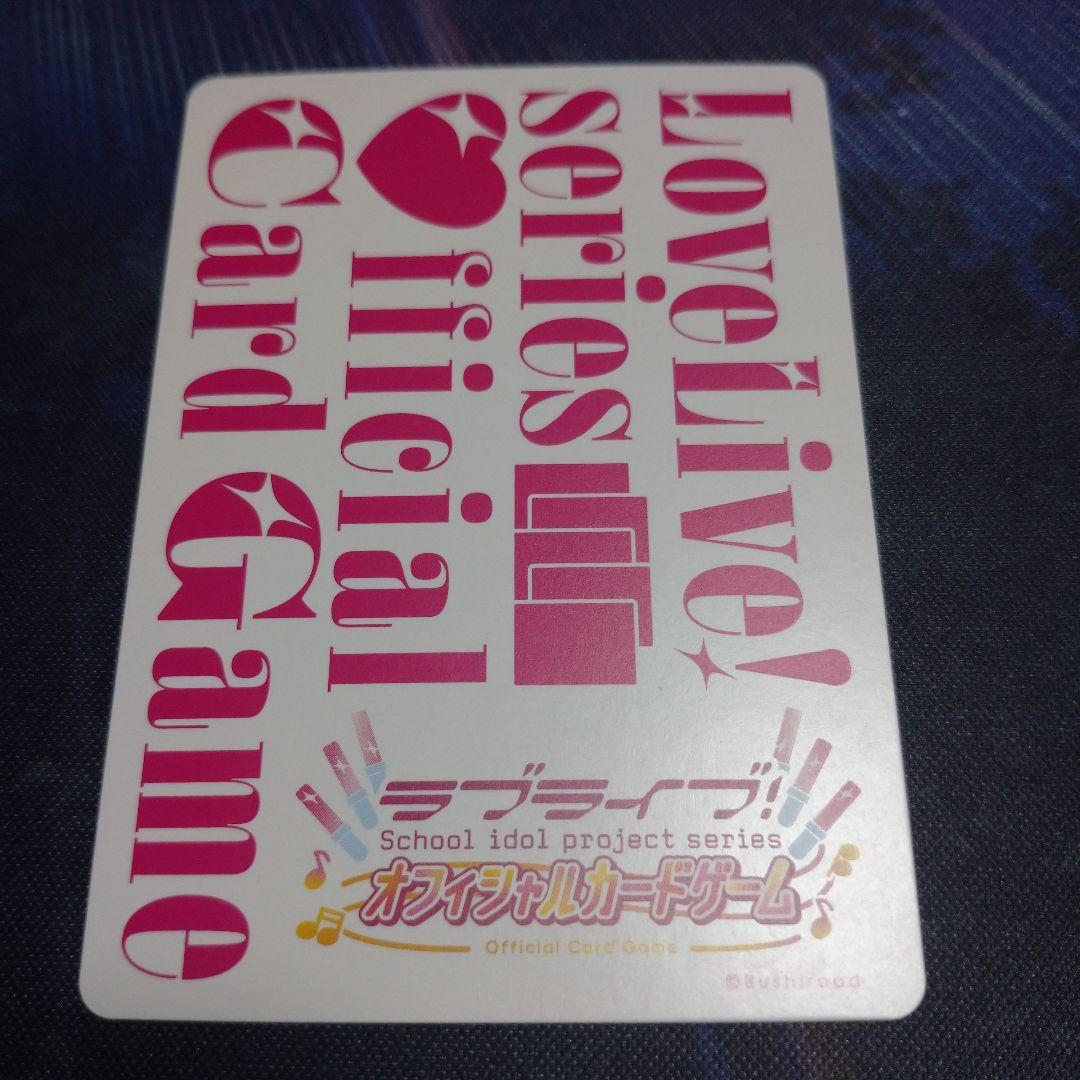 LoveLive!
series
♥fficial
Card Game
ラブライブ!
School idol project series
オフィシャルカードゲーム
Official Card Game
©Bushiroad